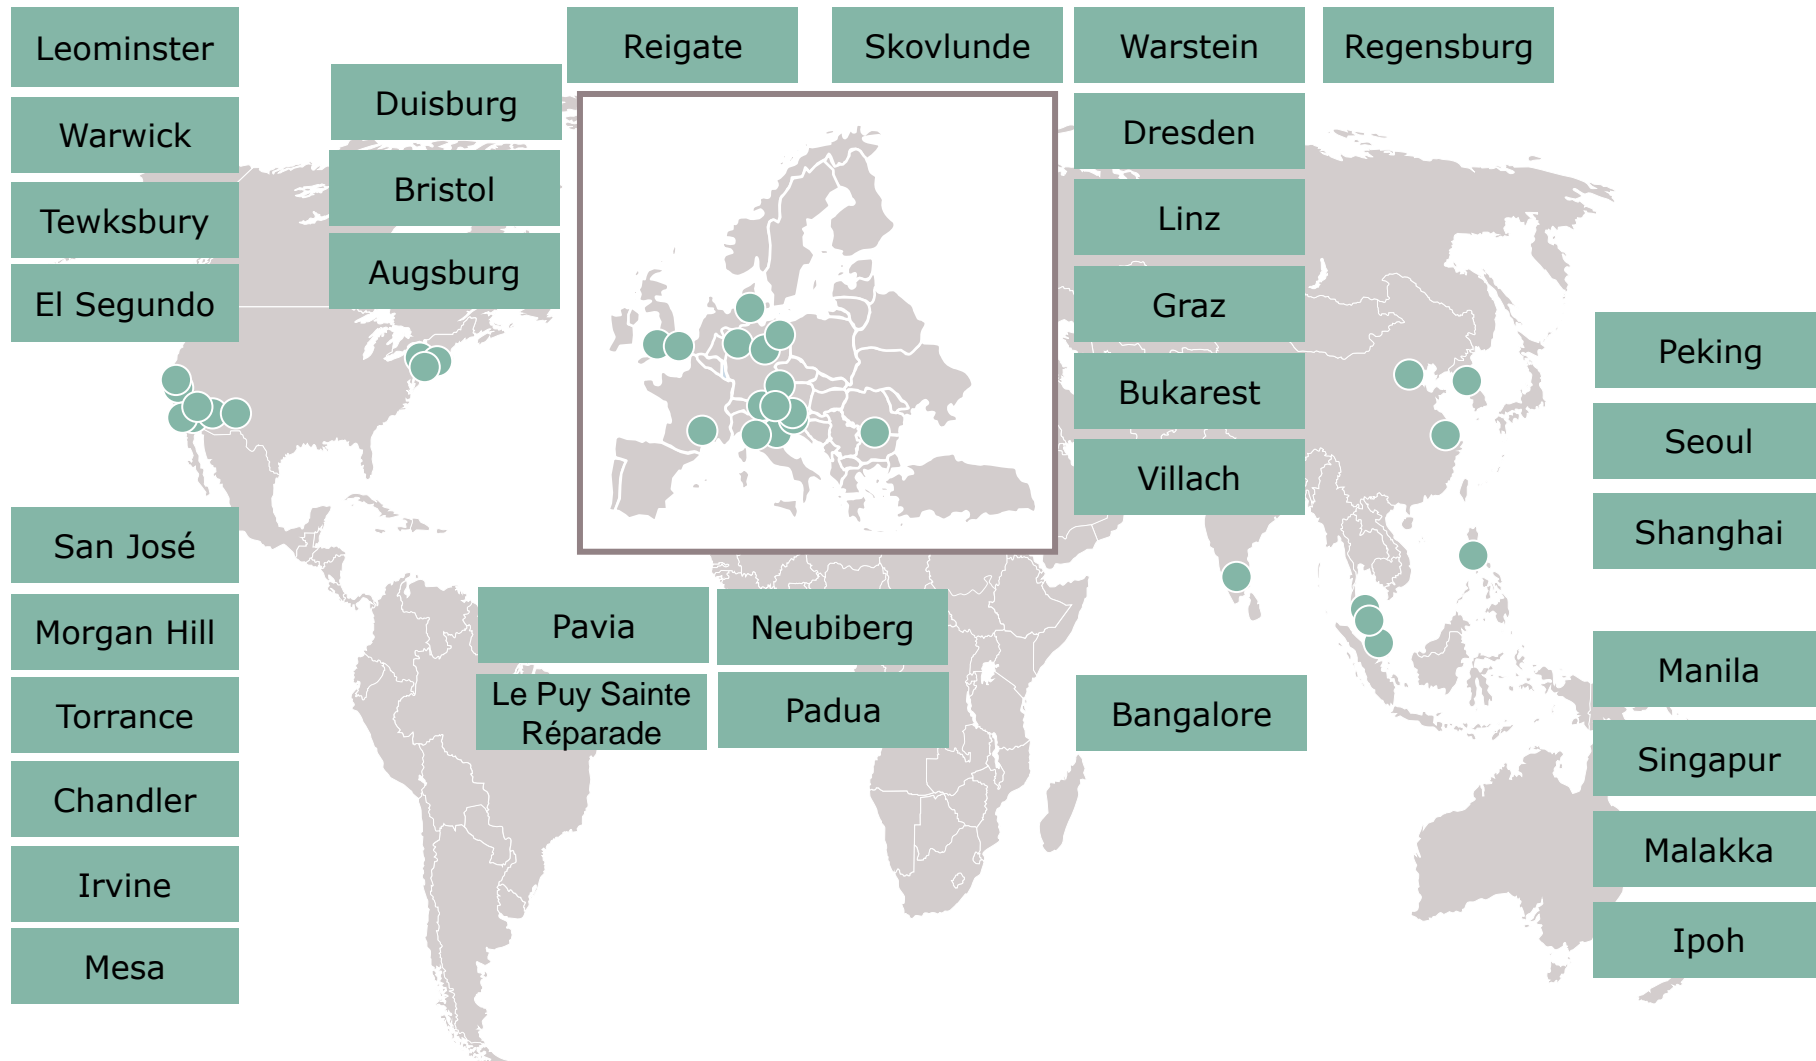 Leominster
Warwick
Tewksbury
El Segundo
Duisburg
Bristol
Augsburg
Reigate
Skovlunde
Warstein
Regensburg
Dresden
Linz
Graz
Bukarest
Villach
Peking
Seoul
Shanghai
San José
Morgan Hill
Torrance
Chandler
Irvine
Mesa
Pavia
Neubiberg
Le Puy Sainte
Réparade
Padua
Bangalore
Manila
Singapur
Malakka
Ipoh